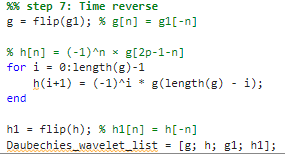 %% step 7: Time reverse
g = flip(g1); % g[n] = g1[-n]
% h[n] = (-1)^n × g[2p-1-n]
for i = 0:length(g)-1
    h(i+1) = (-1)^i * g(length(g) - i);
end
h1 = flip(h); % h1[n] = h[-n]
Daubechies_wavelet_list = [g; h; g1; h1];